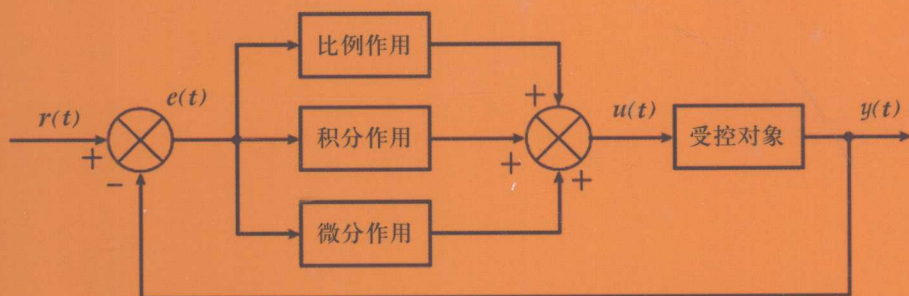 比例作用
r(t)
e(t)
积分作用
u(t)
受控对象
y(t)
微分作用
+
-
+
+
+